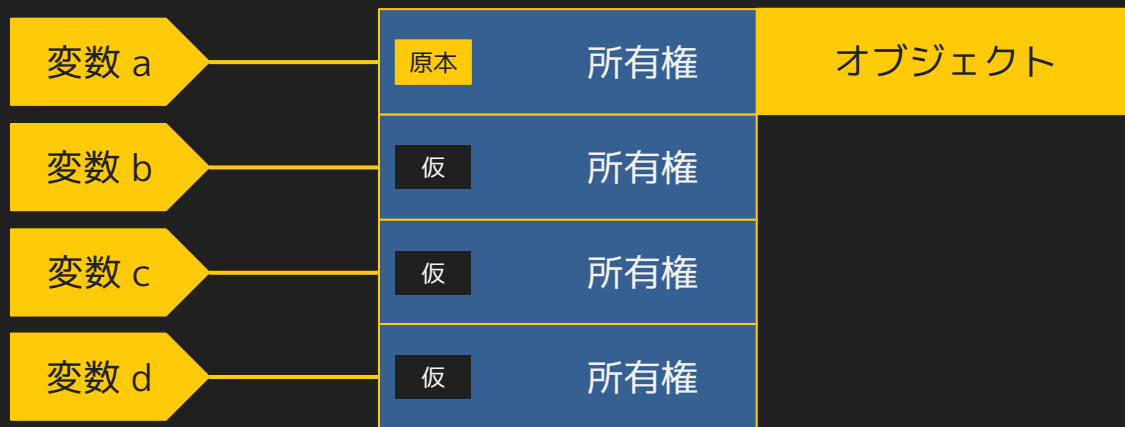 変数 a 原本 所有権 オブジェクト
変数 b 仮 所有権
変数 c 仮 所有権
変数 d 仮 所有権